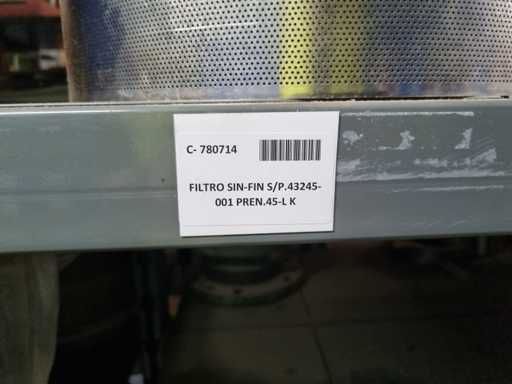 C- 780714
FILTRO SIN-FIN S/P.43245-
001 PREN.45-L K